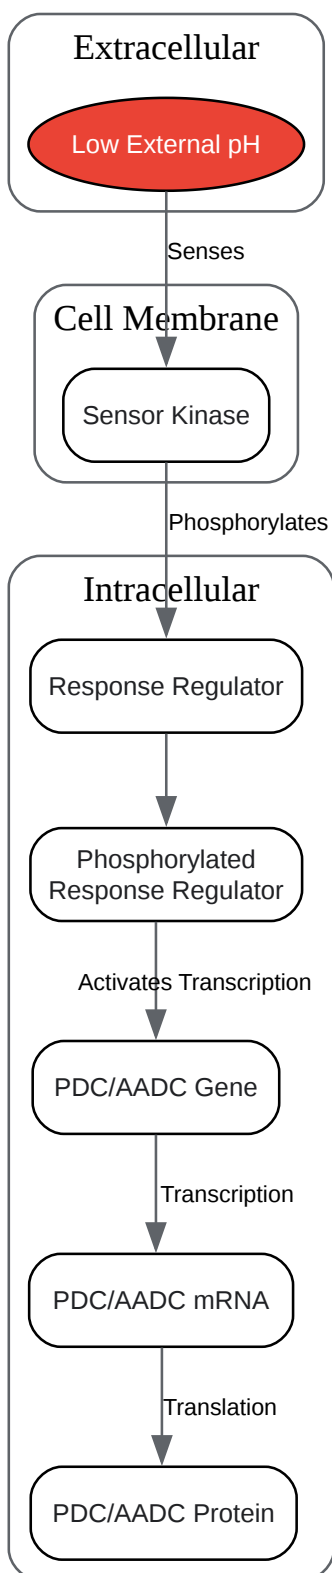 Extracellular
Low External pH
Senses
Cell Membrane
Sensor Kinase
Phosphorylates
Intracellular
Response Regulator
Phosphorylated
Response Regulator
Activates Transcription
PDC/AADC Gene
Transcription
PDC/AADC mRNA
Translation
PDC/AADC Protein